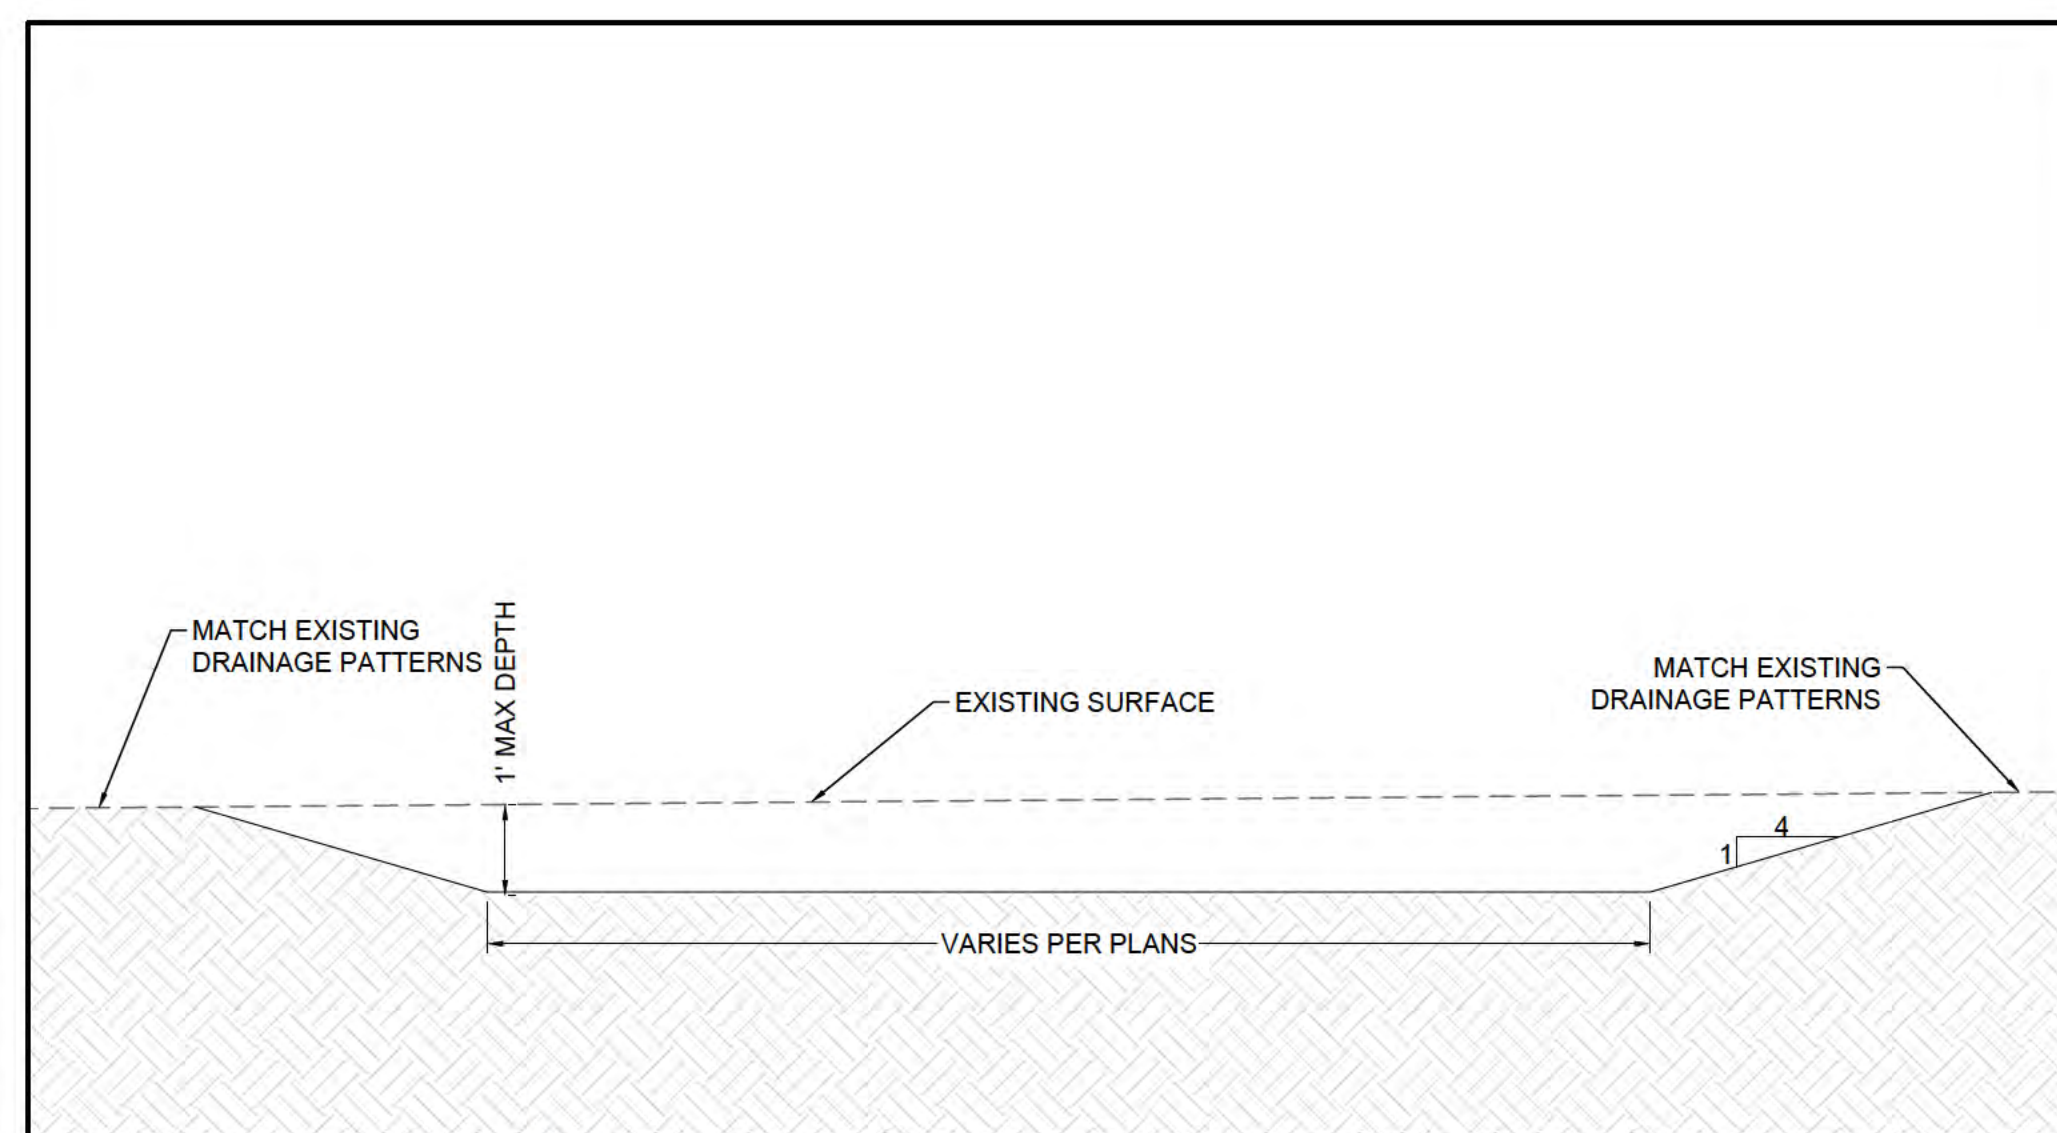 MATCH EXISTING
DRAINAGE PATTERNS
1' MAX DEPTH
EXISTING SURFACE
MATCH EXISTING
DRAINAGE PATTERNS
4
1
VARIES PER PLANS